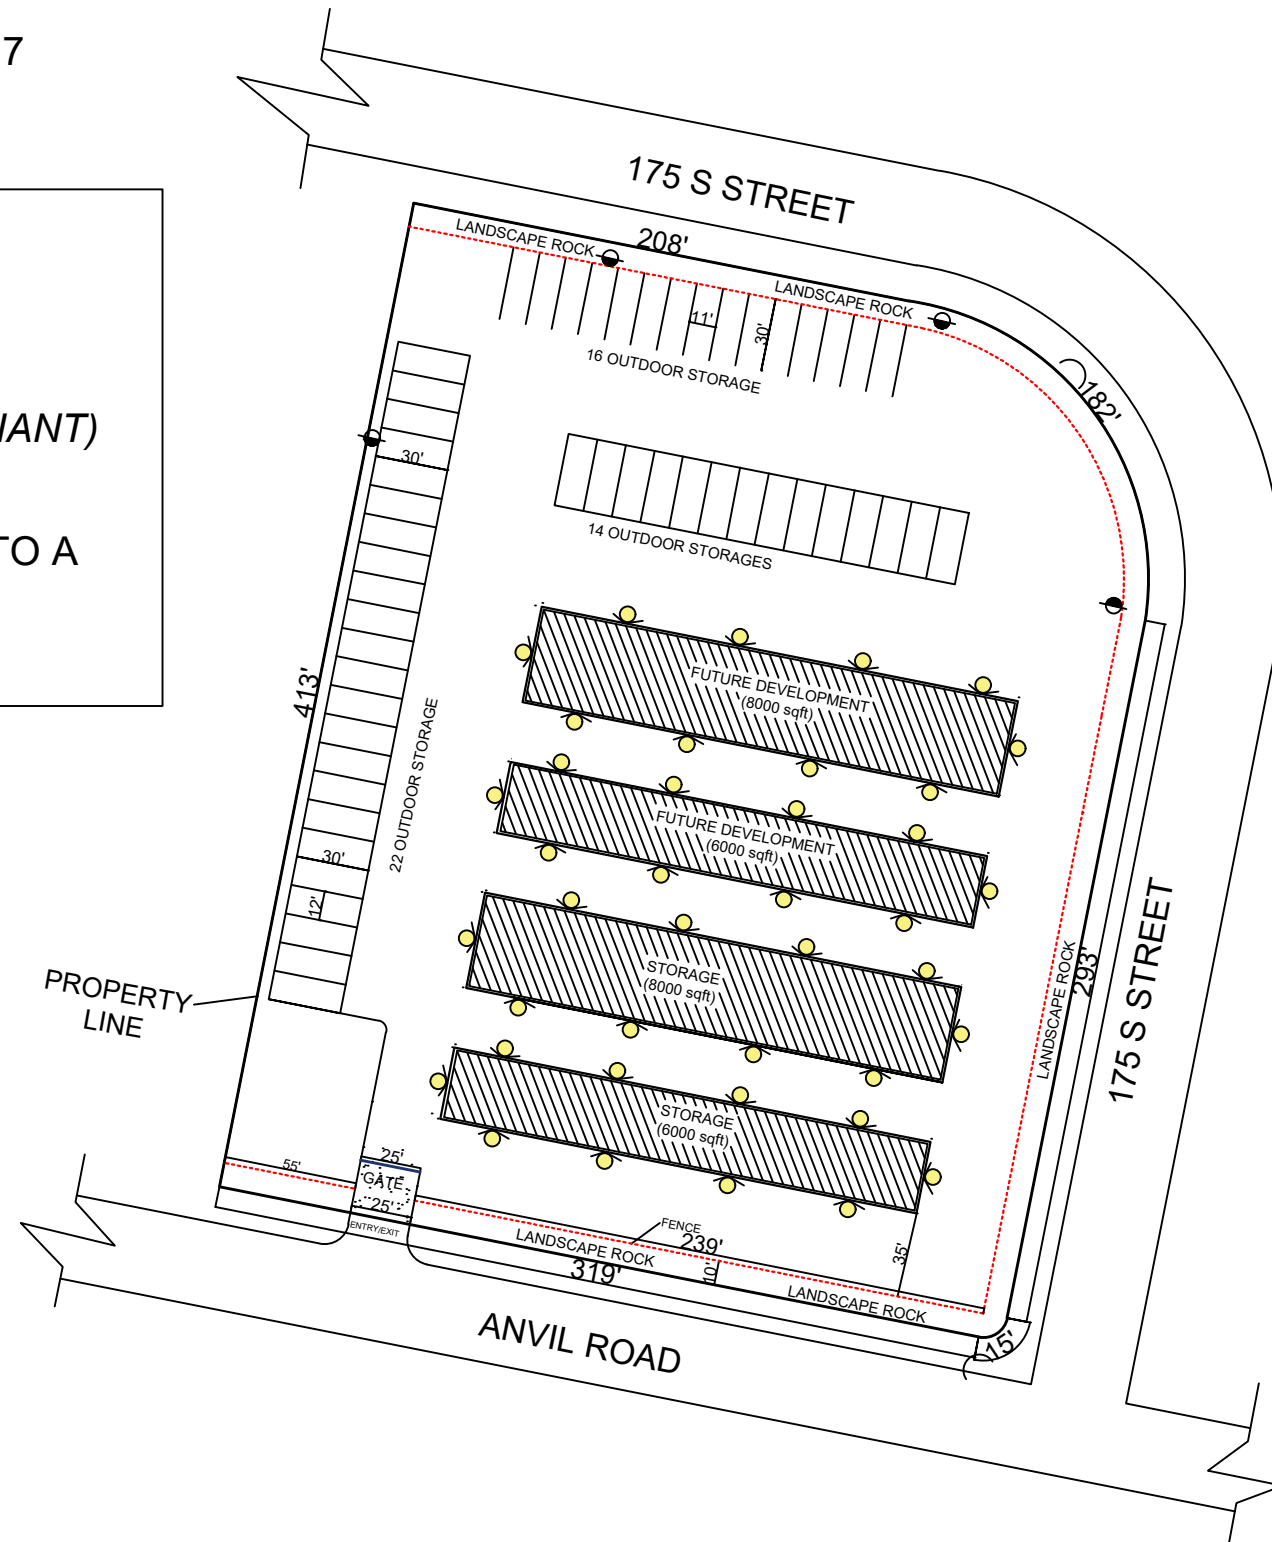 7
175 S STREET
LANDSCAPE ROCK
208'
LANDSCAPE ROCK
11'
30'
16 OUTDOOR STORAGE
182'
IANT)
30'
14 OUTDOOR STORAGES
TO A
FUTURE DEVELOPMENT
(8000 sqft)
413'
22 OUTDOOR STORAGE
FUTURE DEVELOPMENT
(6000 sqft)
30'
12'
STORAGE
(8000 sqft)
LANDSCAPE ROCK
293'
175 S STREET
PROPERTY
LINE
STORAGE
(6000 sqft)
55'
25'
GATE
25'
ENTRY/EXIT
FENCE
LANDSCAPE ROCK
239'
10'
35'
319'
LANDSCAPE ROCK
15'
ANVIL ROAD